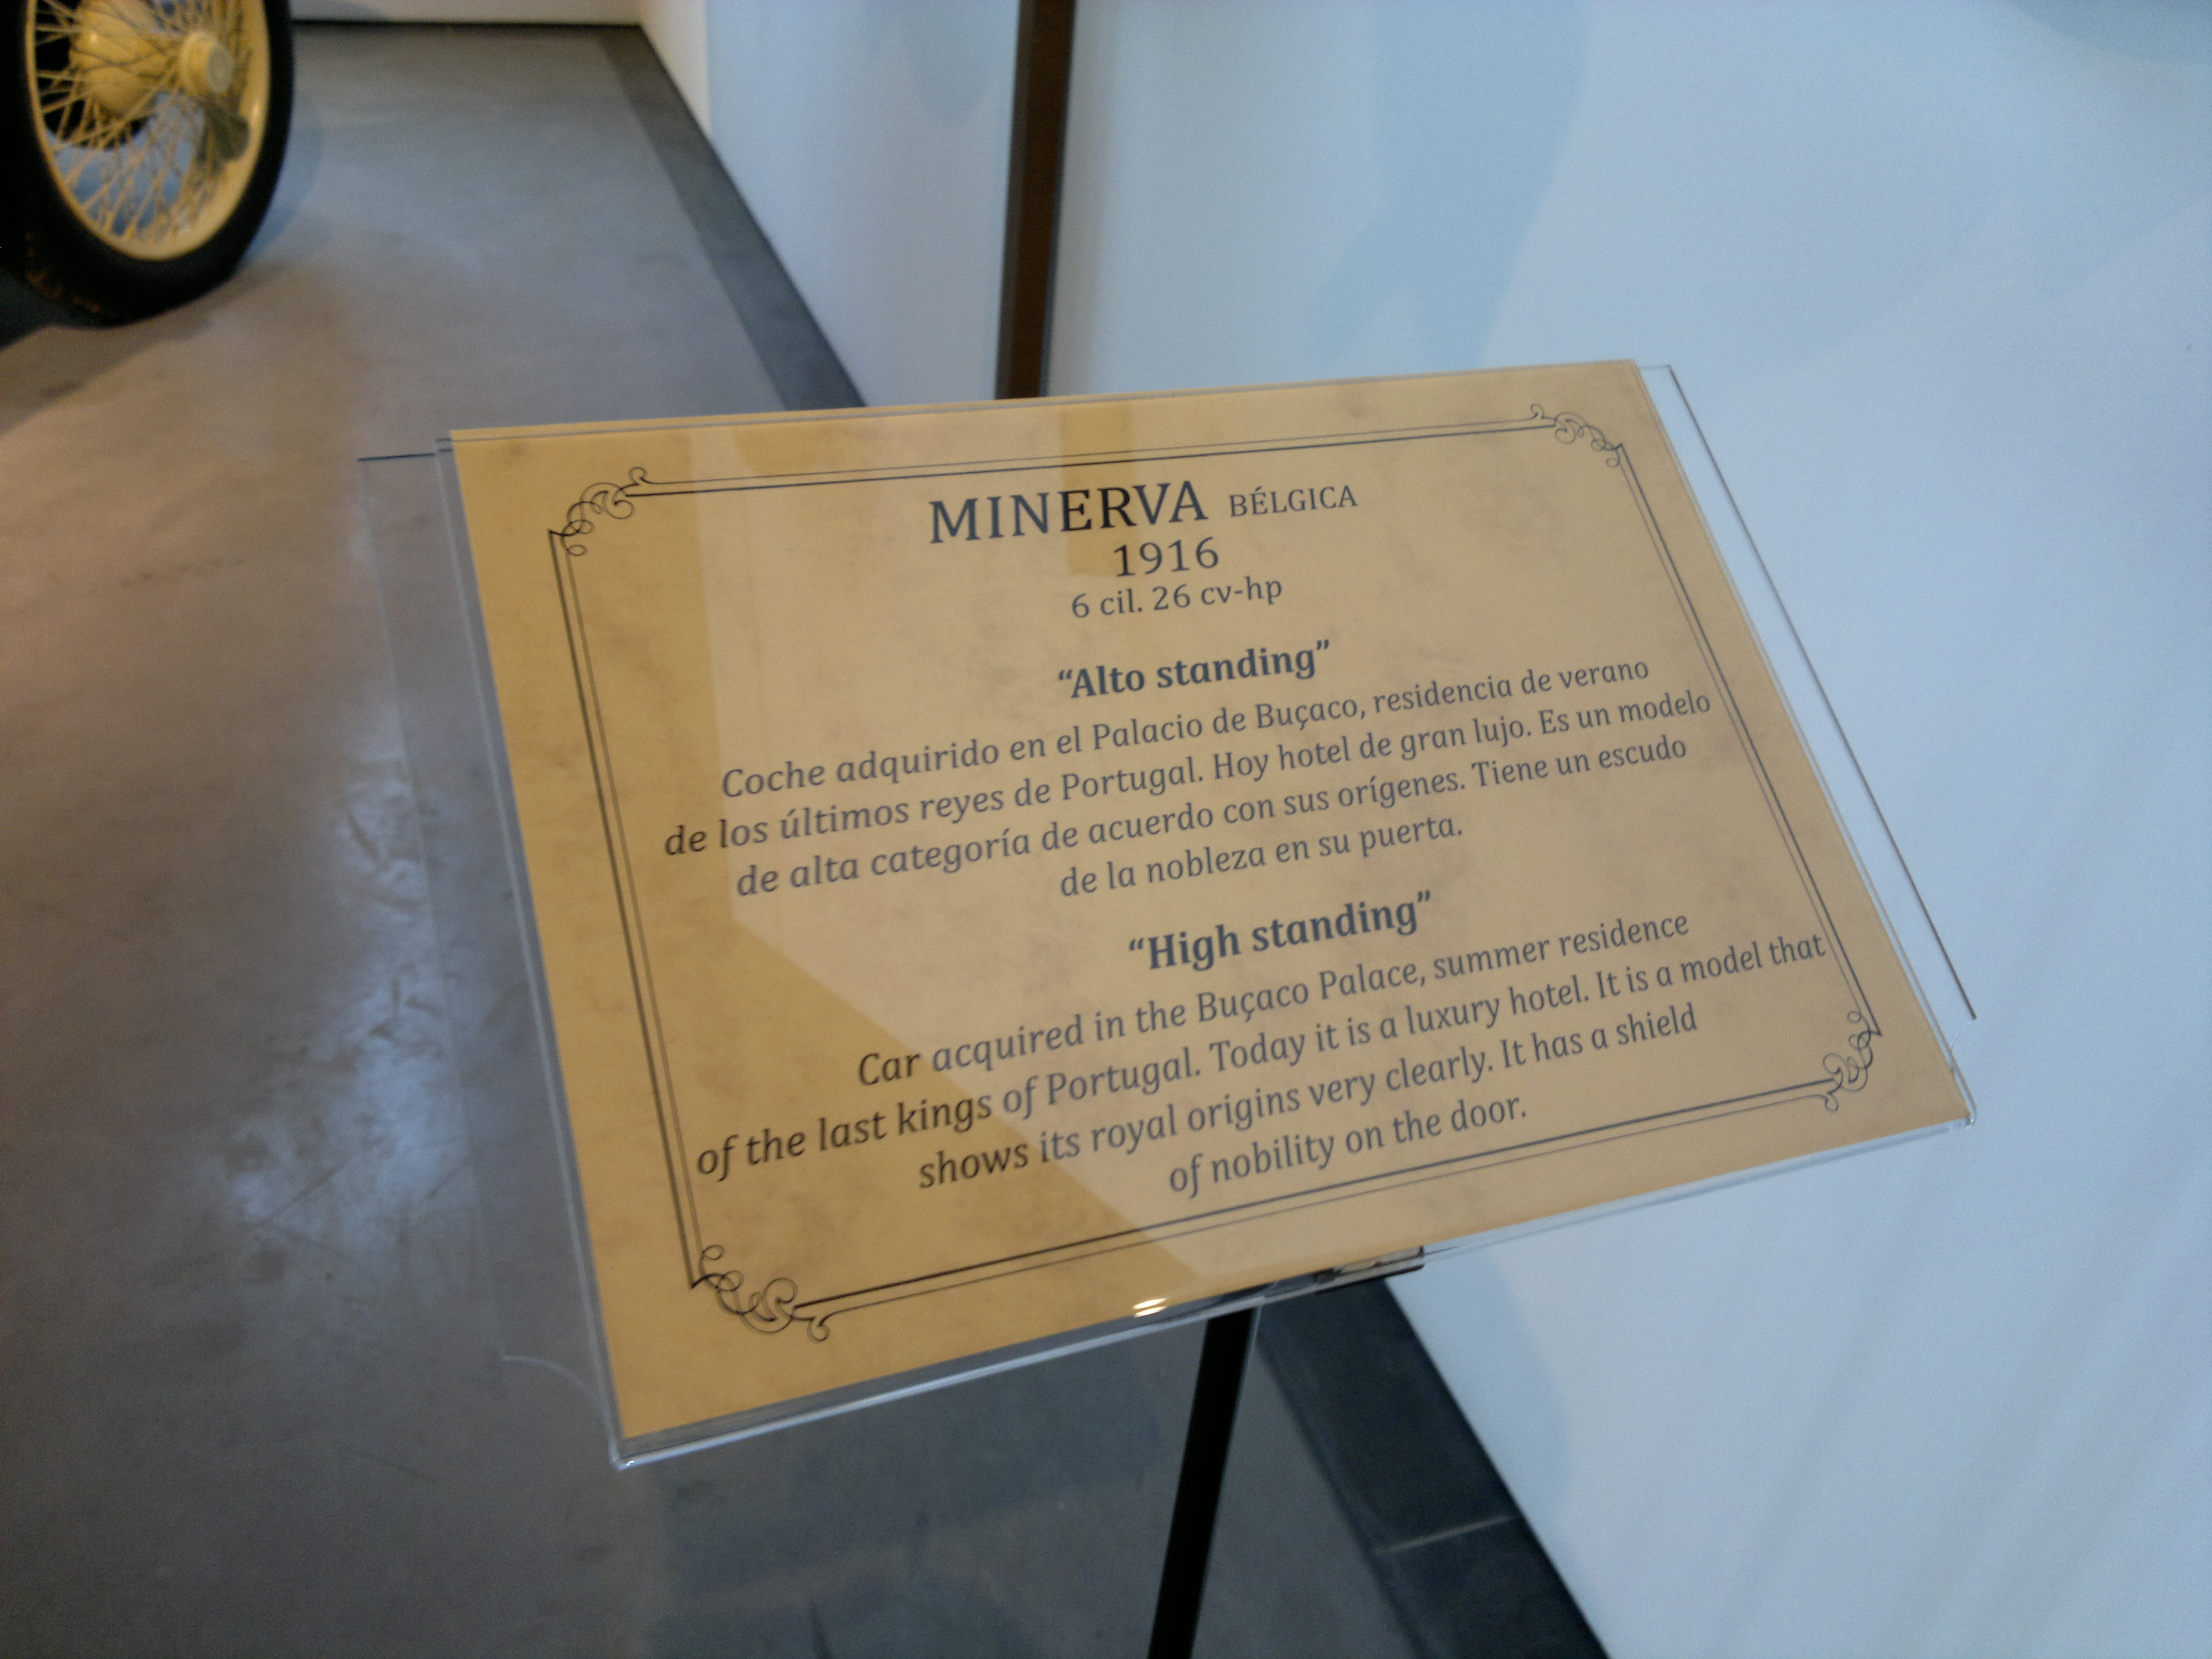 MINERVA BÉLGICA
1916
6 cil. 26 cv-hp
“Alto standing”
Coche adquirido en el Palacio de Buçaco, residencia de verano
de los últimos reyes de Portugal. Hoy hotel de gran lujo. Es un modelo
de alta categoría de acuerdo con sus orígenes. Tiene un escudo
de la nobleza en su puerta.
“High standing”
Car acquired in the Buçaco Palace, summer residence
of the last kings of Portugal. Today it is a luxury hotel. It is a model that
shows its royal origins very clearly. It has a shield
of nobility on the door.